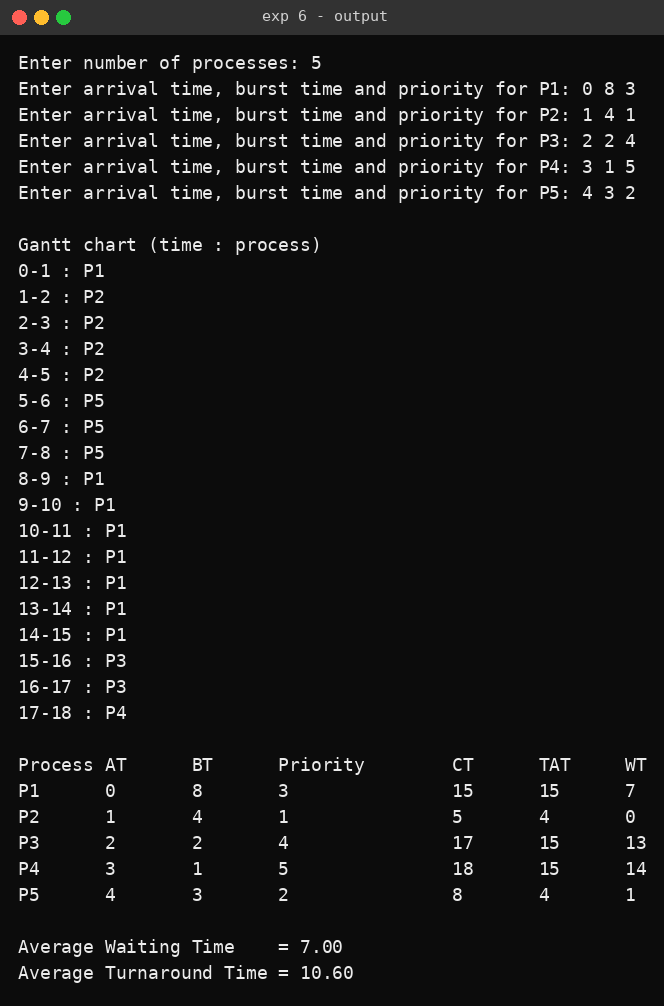 exp 6 - output
Enter number of processes: 5
Enter arrival time, burst time and priority for P1: 0 8 3
Enter arrival time, burst time and priority for P2: 1 4 1
Enter arrival time, burst time and priority for P3: 2 2 4
Enter arrival time, burst time and priority for P4: 3 1 5
Enter arrival time, burst time and priority for P5: 4 3 2

Gantt chart (time : process)
0-1 : P1
1-2 : P2
2-3 : P2
3-4 : P2
4-5 : P2
5-6 : P5
6-7 : P5
7-8 : P5
8-9 : P1
9-10 : P1
10-11 : P1
11-12 : P1
12-13 : P1
13-14 : P1
14-15 : P1
15-16 : P3
16-17 : P3
17-18 : P4

Process AT      BT      Priority        CT      TAT     WT
P1      0       8       3               15      15      7
P2      1       4       1               5       4       0
P3      2       2       4               17      15      13
P4      3       1       5               18      15      14
P5      4       3       2               8       4       1

Average Waiting Time    = 7.00
Average Turnaround Time = 10.60